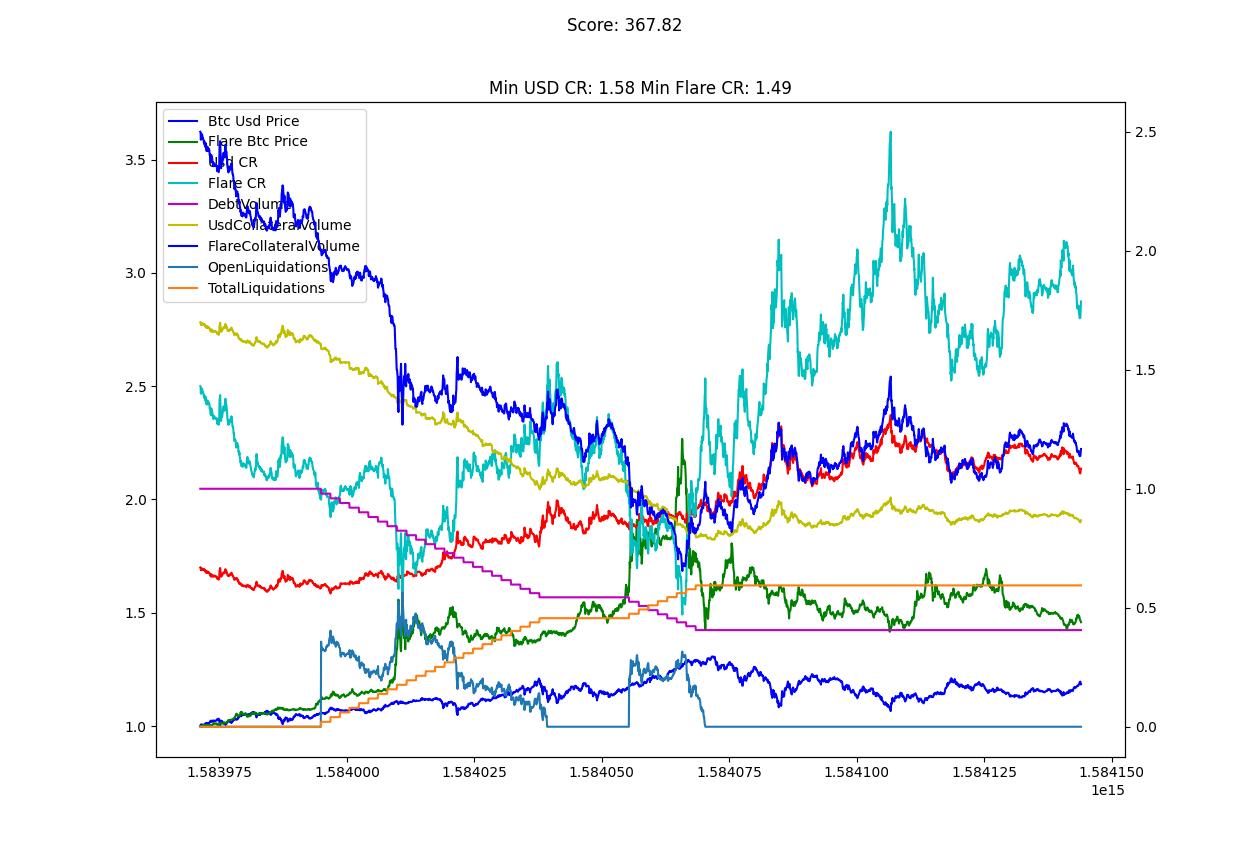 Score: 367.82
Min USD CR: 1.58 Min Flare CR: 1.49
Btc Usd Price
Flare Btc Price
Usd CR
Flare CR
DebtVolume
UsdCollateralVolume
FlareCollateralVolume
OpenLiquidations
TotalLiquidations
3.5
3.0
2.5
2.0
1.5
1.0
2.5
2.0
1.5
1.0
0.5
0.0
1.583975 1.584000 1.584025 1.584050 1.584075 1.584100 1.584125 1.584150
1e15